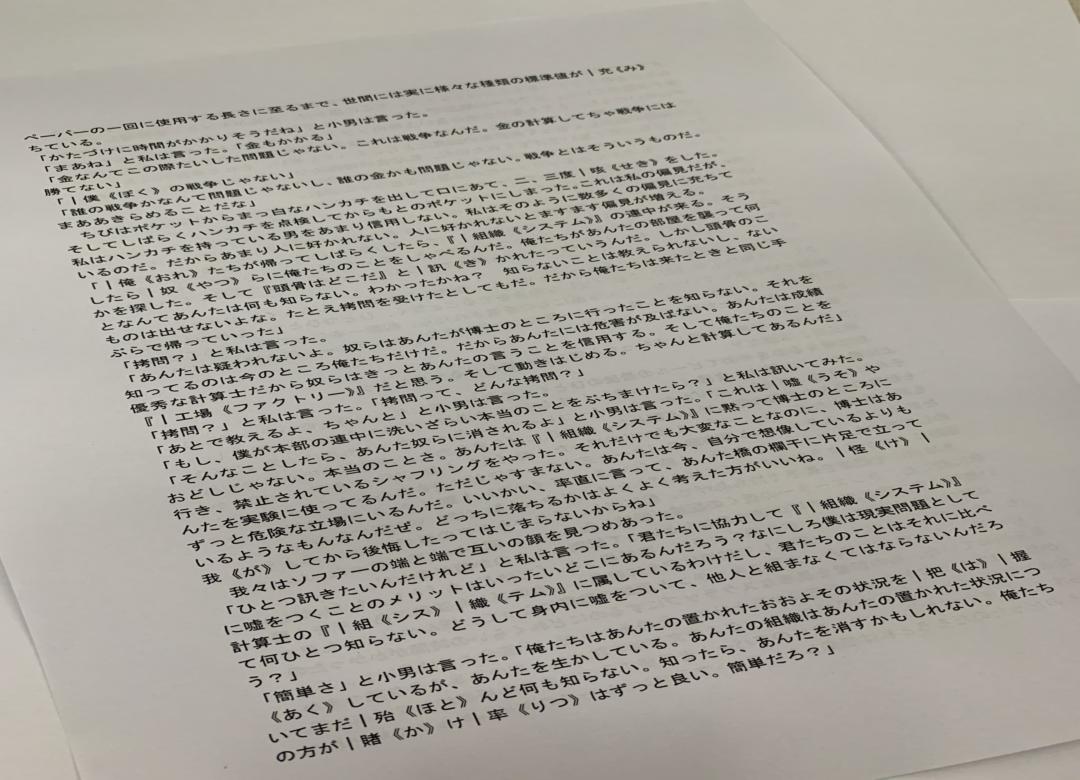 ペーパーの一回に使用する長さに至るまで、世間には実に様々な種類の標準値が｜充《み》
ちている。
「かたづけに時間がかかりそうだね」と小男は言った。
「まあね」と私は言った。「金もかかる」
「金なんてこの際たいした問題じゃない。これは戦争なんだ。金の計算してちゃ戦争には
勝てない」
「｜僕《ぼく》の戦争じゃない」
「誰の戦争かなんて問題じゃないし、誰の金かも問題じゃない。戦争とはそういうものだ。
まああきらめることだな」
ちびはポケットからまっ白なハンカチを出して口にあて、二、三度｜咳《せき》をした。
そしてしばらくハンカチを点検してからもとのポケットにしまった。これは私の偏見だが、
私はハンカチを持っている男をあまり信用しない。私はそのように数多くの偏見に充ちて
いるのだ。だからあまり人に好かれない。人に好かれないとますます偏見が増える。
「｜俺《おれ》たちが帰ってしばらくしたら、『｜組織《システム》』の連中が来る。そう
したら｜奴《やつ》らに俺たちのことをしゃべるんだ。俺たちがあんたの部屋を襲って何
かを探した。そして『頭骨はどこだ』と｜訊《き》かれたっていうんだ。しかし頭骨のこ
となんてあんたは何も知らない。わかったかね？　知らないことは教えられないし、ない
ものは出せないよな。たとえ拷問を受けたとしてもだ。だから俺たちは来たときと同じ手
ぶらで帰っていった」
「拷問？」と私は言った。
「あんたは疑われないよ。奴らはあんたが博士のところに行ったことを知らない。それを
知ってるのは今のところ俺たちだけだ。だからあんたには危害が及ばない。あんたは成績
優秀な計算士だから奴らはきっとあんたの言うことを信用する。そして俺たちのことを
『｜工場《ファクトリー》』だと思う。そして動きはじめる。ちゃんと計算してあるんだ」
「拷問？」と私は言った。「拷問って、どんな拷問？」
「あとで教えるよ、ちゃんと」と小男は言った。
「もし、僕が本部の連中に洗いざらい本当のことをぶちまけたら？」と私は訊いてみた。
「そんなことしたら、あんた奴らに消されるよ」と小男は言った。「これは｜嘘《うそ》や
おどしじゃない。本当のことさ。あんたは『｜組織《システム》』に黙って博士のところに
行き、禁止されているシャフリングをやった。それだけでも大変なことなのに、博士はあ
んたを実験に使ってるんだ。ただじゃすまない。あんたは今、自分で想像しているよりも
ずっと危険な立場にいるんだ。いいかい、率直に言って、あんた橋の欄干に片足で立って
いるようなもんなんだぜ。どっちに落ちるかはよくよく考えた方がいいね。｜怪《け》｜
我《が》してから後悔したってはじまらないからね」
我々はソファーの端と端で互いの顔を見つめあった。
「ひとつ訊きたいんだけれど」と私は言った。「君たちに協力して『｜組織《システム》』
に嘘をつくことのメリットはいったいどこにあるんだろう？なにしろ僕は現実問題として
計算士の『｜組《シス》｜織《テム》』に属しているわけだし、君たちのことはそれに比べ
て何ひとつ知らない。どうして身内に嘘をついて、他人と組まなくてはならないんだろ
う？」
「簡単さ」と小男は言った。「俺たちはあんたの置かれたおおよその状況を｜把《は》｜握
《あく》しているが、あんたを生かしている。あんたの組織はあんたの置かれた状況につ
いてまだ｜殆《ほと》んど何も知らない。知ったら、あんたを消すかもしれない。俺たち
の方が｜賭《か》け｜率《りつ》はずっと良い。簡単だろ？」